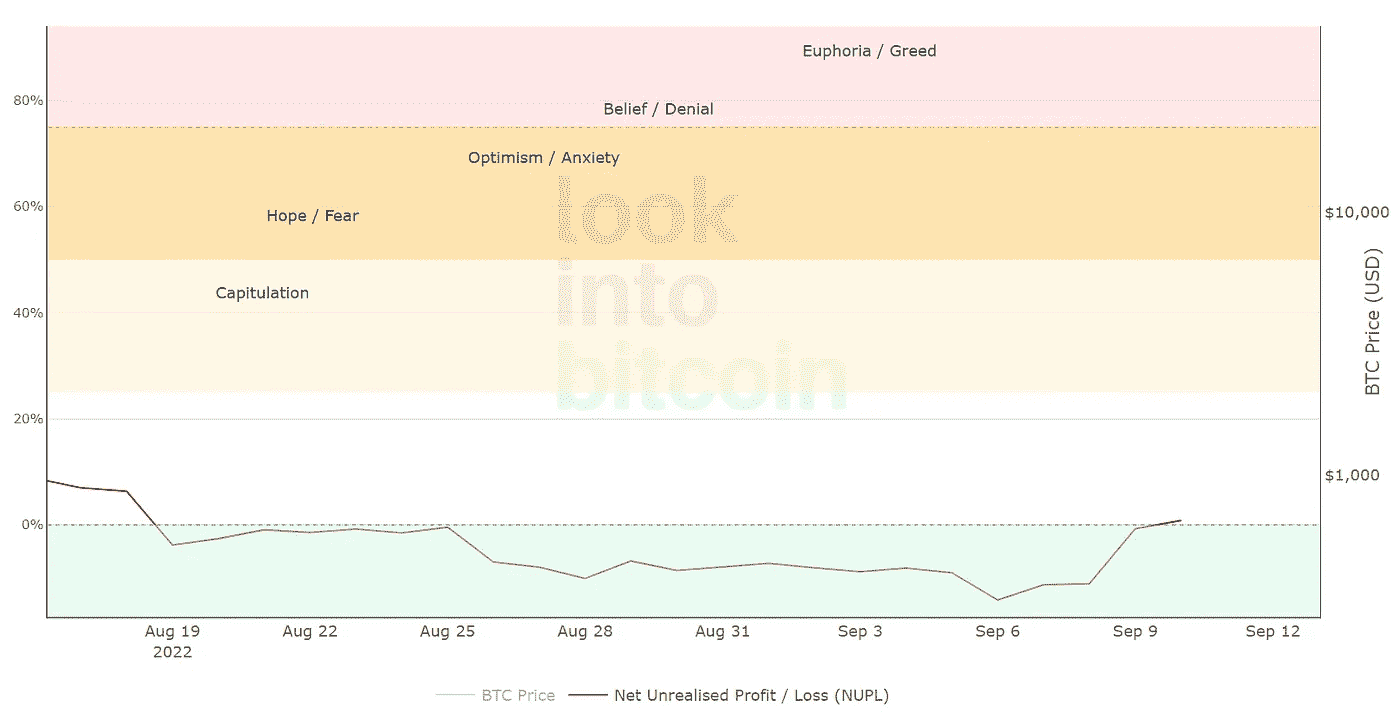 Euphoria / Greed
80%
Belief / Denial
Optimism / Anxiety
look
60%
Hope / Fear
$10,000
into
Capitulation
40%
bitcoin
BTC Price (USD)
20%
$1,000
0%
Aug 19
2022
Aug 22
Aug 25
Aug 28
Aug 31
Sep 3
Sep 6
Sep 9
Sep 12
BTC Price
Net Unrealised Profit / Loss (NUPL)